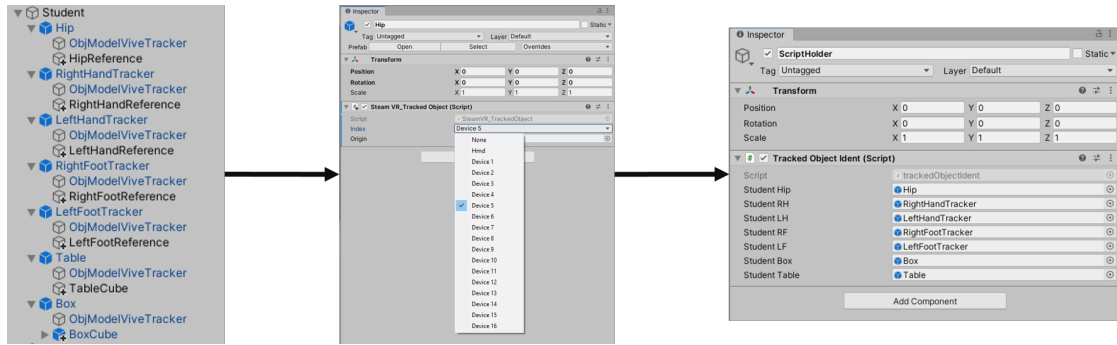 Student
Hip
ObjModelViveTracker
HipReference
RightHandTracker
ObjModelViveTracker
RightHandReference
LeftHandTracker
ObjModelViveTracker
LeftHandReference
RightFootTracker
ObjModelViveTracker
RightFootReference
LeftFootTracker
ObjModelViveTracker
LeftFootReference
Table
ObjModelViveTracker
TableCube
Box
ObjModelViveTracker
BoxCube
Inspector
Hip Static
Tag Untagged Layer Default
Prefab Open Select Overrides
Transform
Position X 0 Y 0 Z 0
Rotation X 0 Y 0 Z 0
Scale X 1 Y 1 Z 1
Steam VR_Tracked Object (Script)
Script SteamVR_TrackedObject
Index Device 5
Origin
None
Hmd
Device 1
Device 2
Device 3
Device 4
Device 5
Device 6
Device 7
Device 8
Device 9
Device 10
Device 11
Device 12
Device 13
Device 14
Device 15
Device 16
Inspector
ScriptHolder Static
Tag Untagged Layer Default
Transform
Position X 0 Y 0 Z 0
Rotation X 0 Y 0 Z 0
Scale X 1 Y 1 Z 1
# Tracked Object Ident (Script)
Script trackedObjectIdent
Student Hip Hip
Student RH RightHandTracker
Student LH LeftHandTracker
Student RF RightFootTracker
Student LF LeftFootTracker
Student Box Box
Student Table Table
Add Component